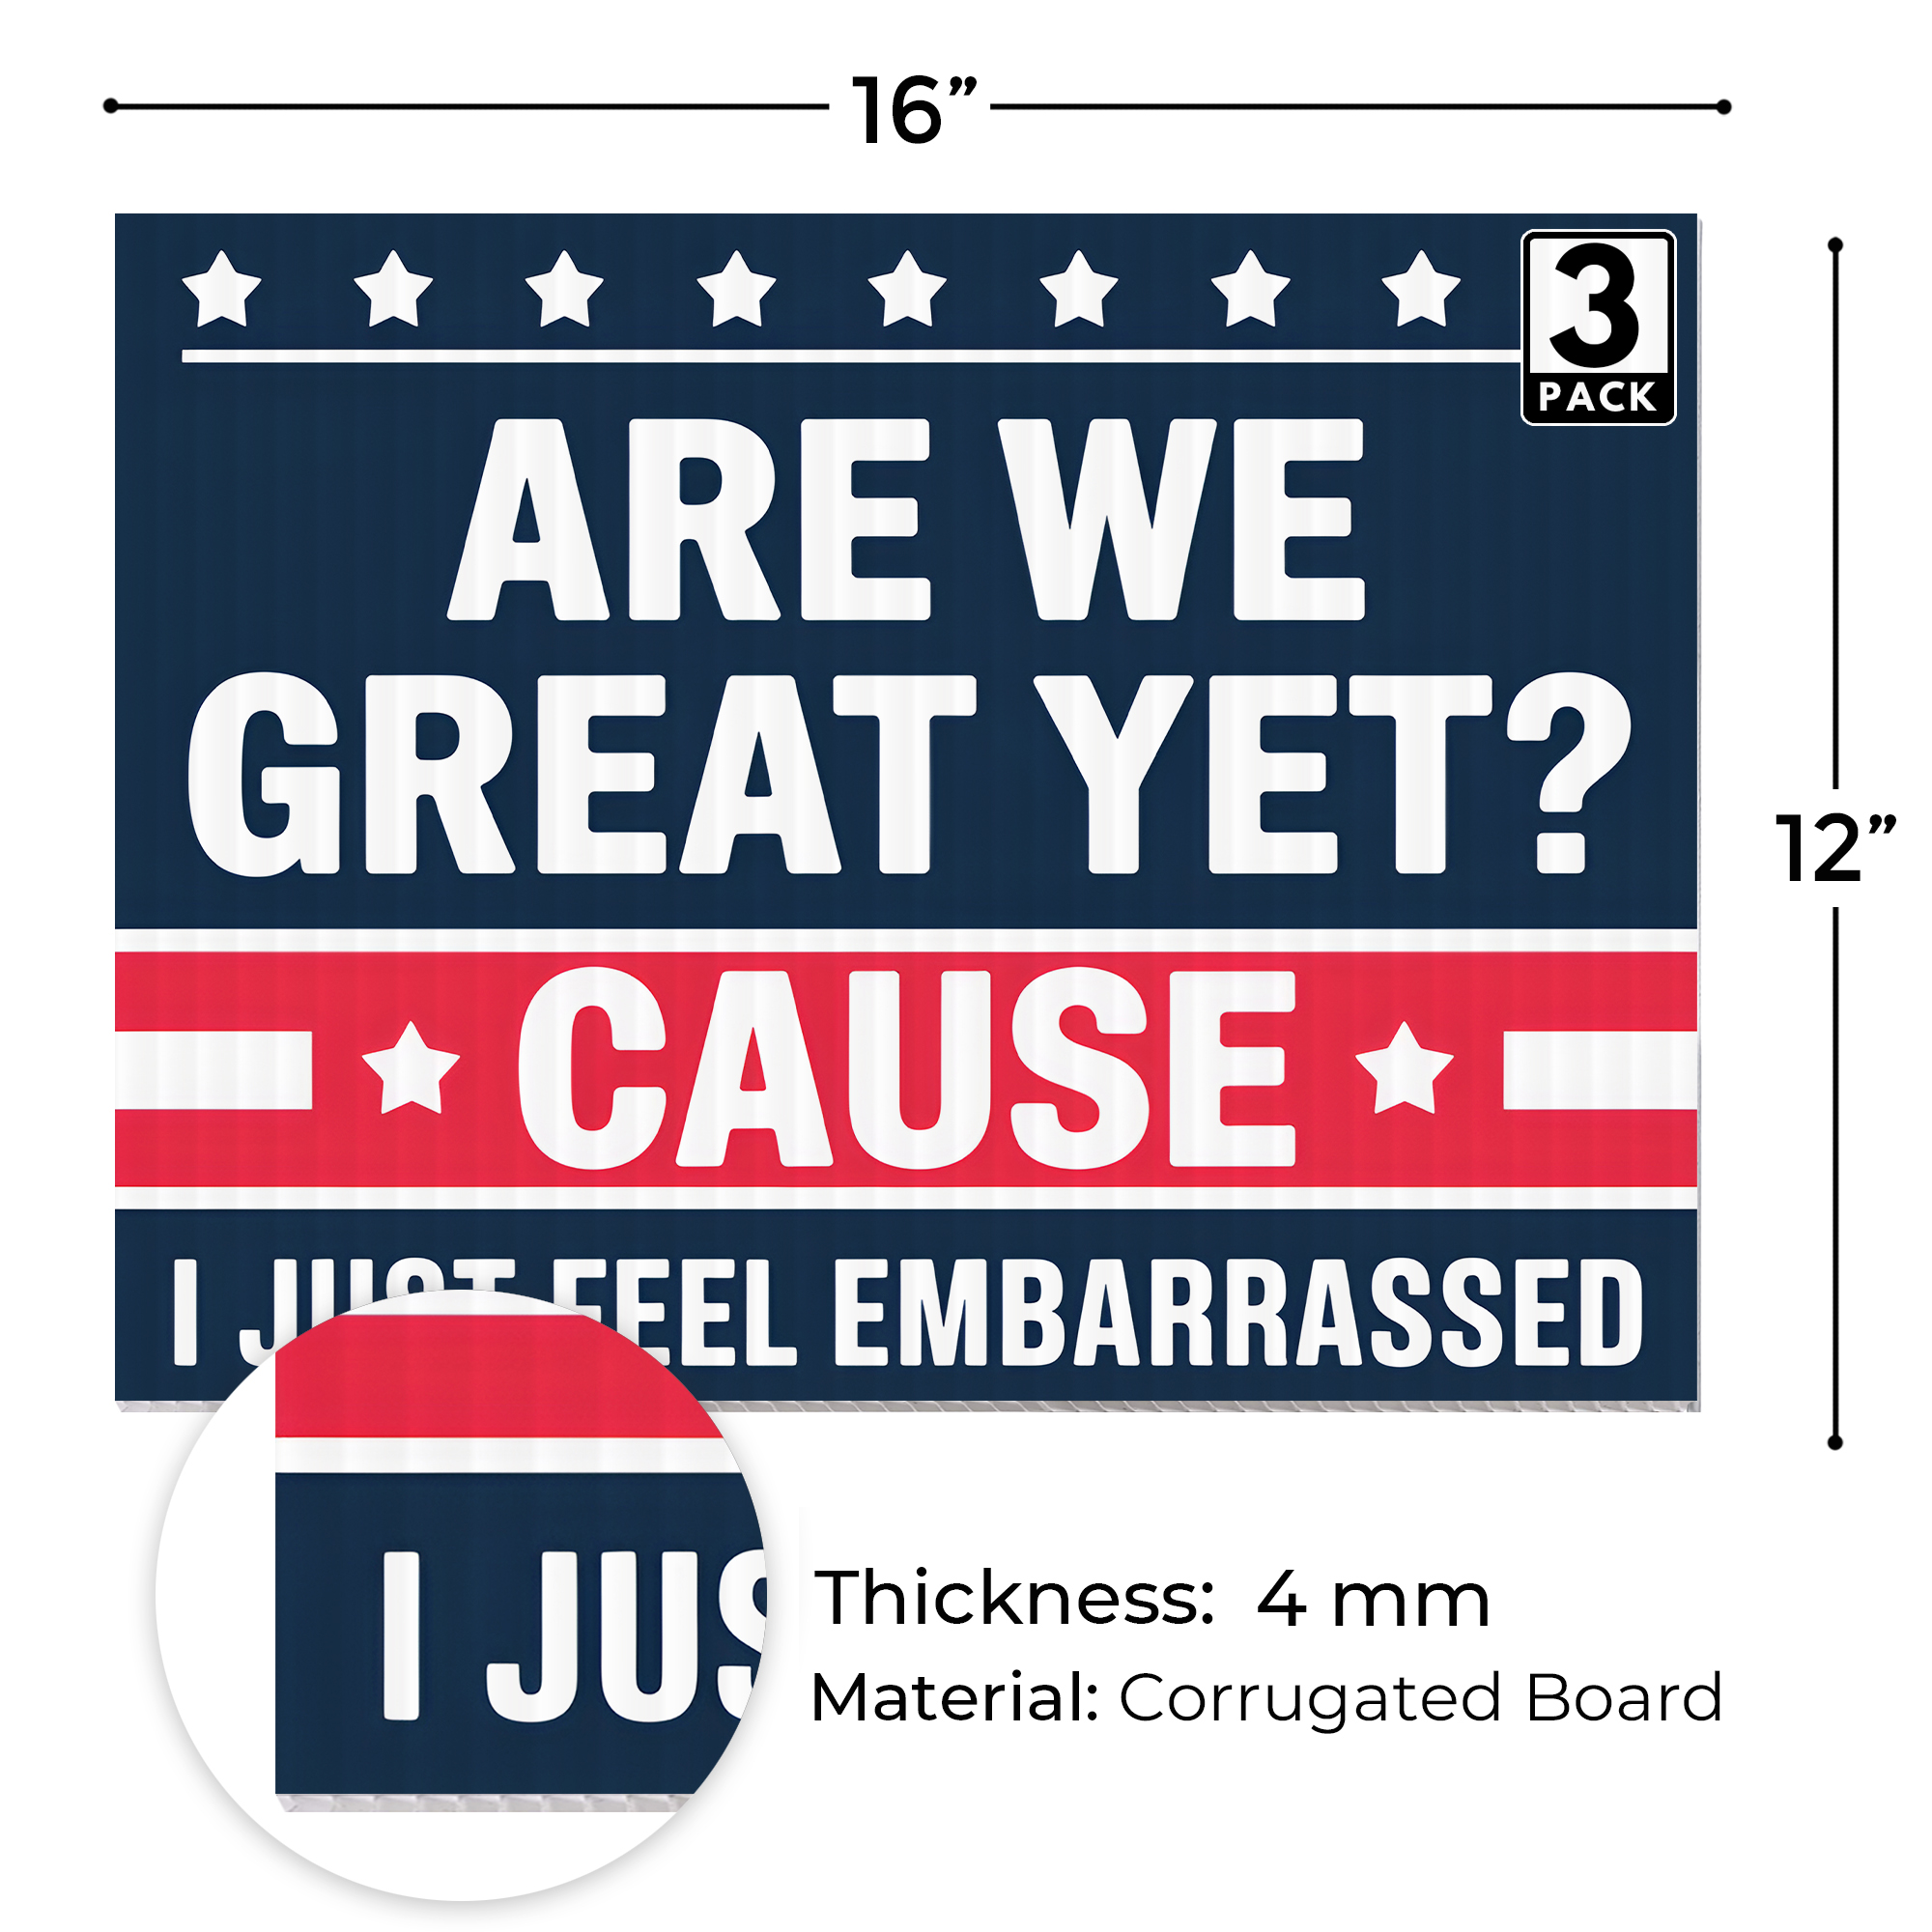 16”
3
PACK
ARE WE
GREAT YET?
12”
CAUSE
I JUST FEEL EMBARRASSED
I JUS
Thickness: 4 mm
Material: Corrugated Board